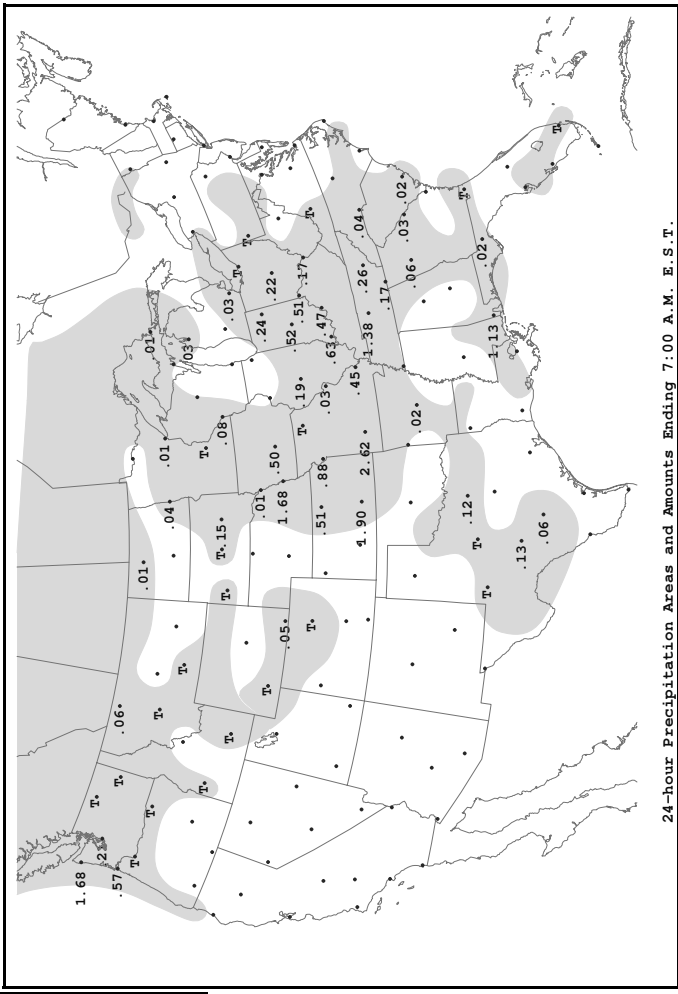 1.68
T
.57
T
.06
T
.01
T
.01
T
.01
.04
T
.03
T
T
T .15
.08
T
.03
T
T
T
.01
.24
T
.50
.22
1.68
.05
.52
.51
.19
.17
T
T
T
.51
.47
.88
.03
.63
.45
.04
1.90
.26
2.62
1.38
.17
.02
.03
.06
.02
T
.12
T
.02
T
1.13
.13
.06
T
24-hour Precipitation Areas and Amounts Ending 7:00 A.M. E.S.T.